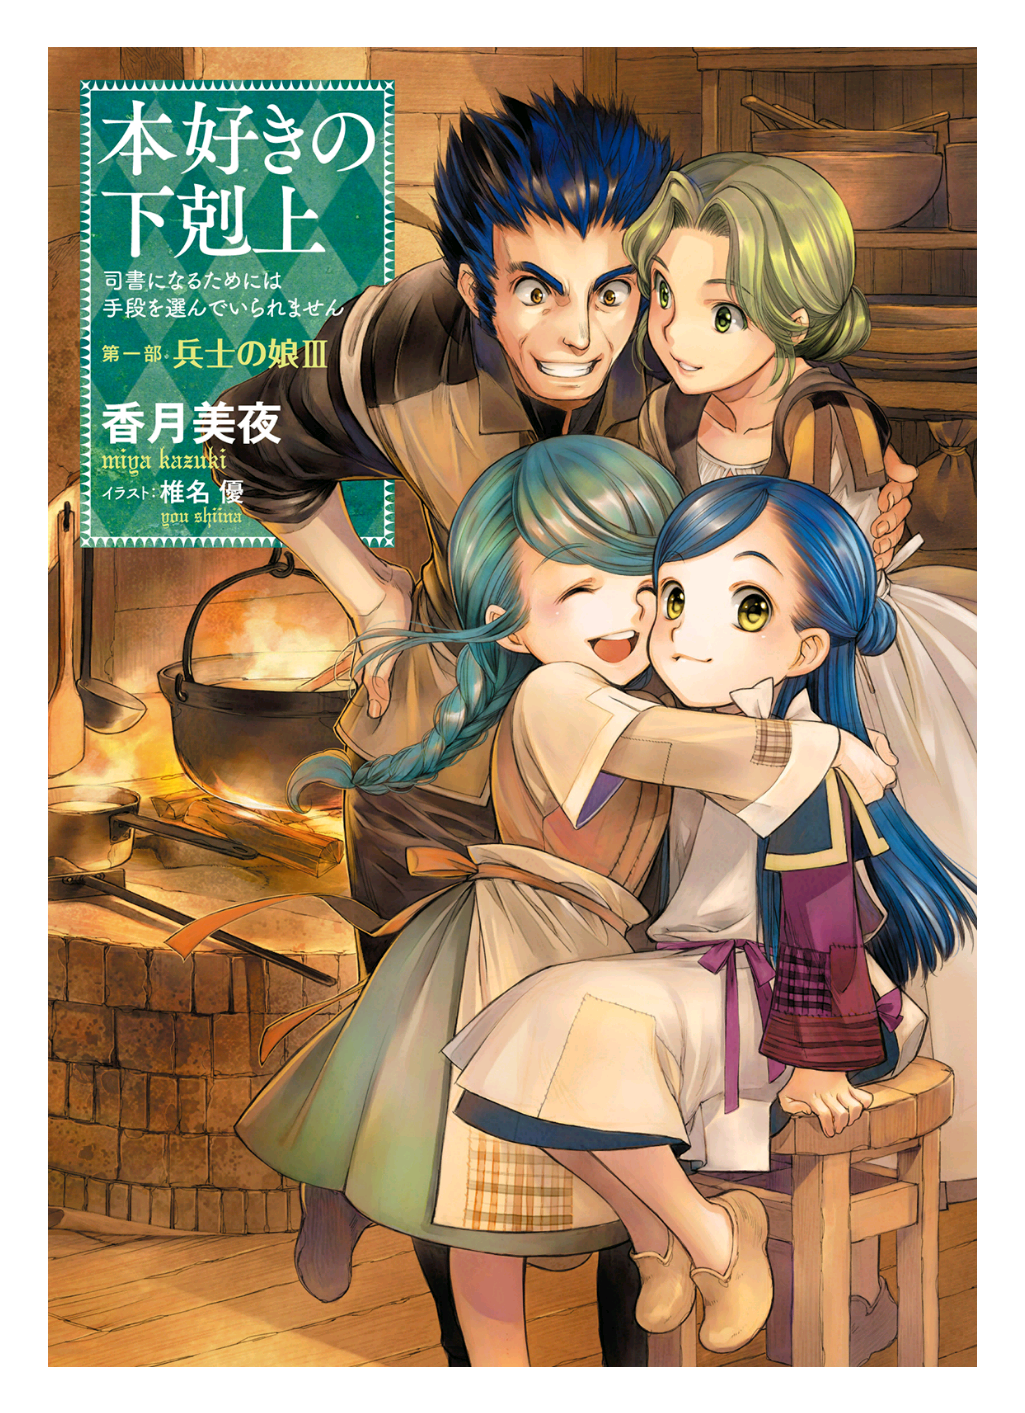 本好きの
下剋上
司書になるためには
手段を選んでいられません
第一部 兵士の娘Ⅲ
香月美夜
miya kazuki
イラスト：椎名 優
you shiina